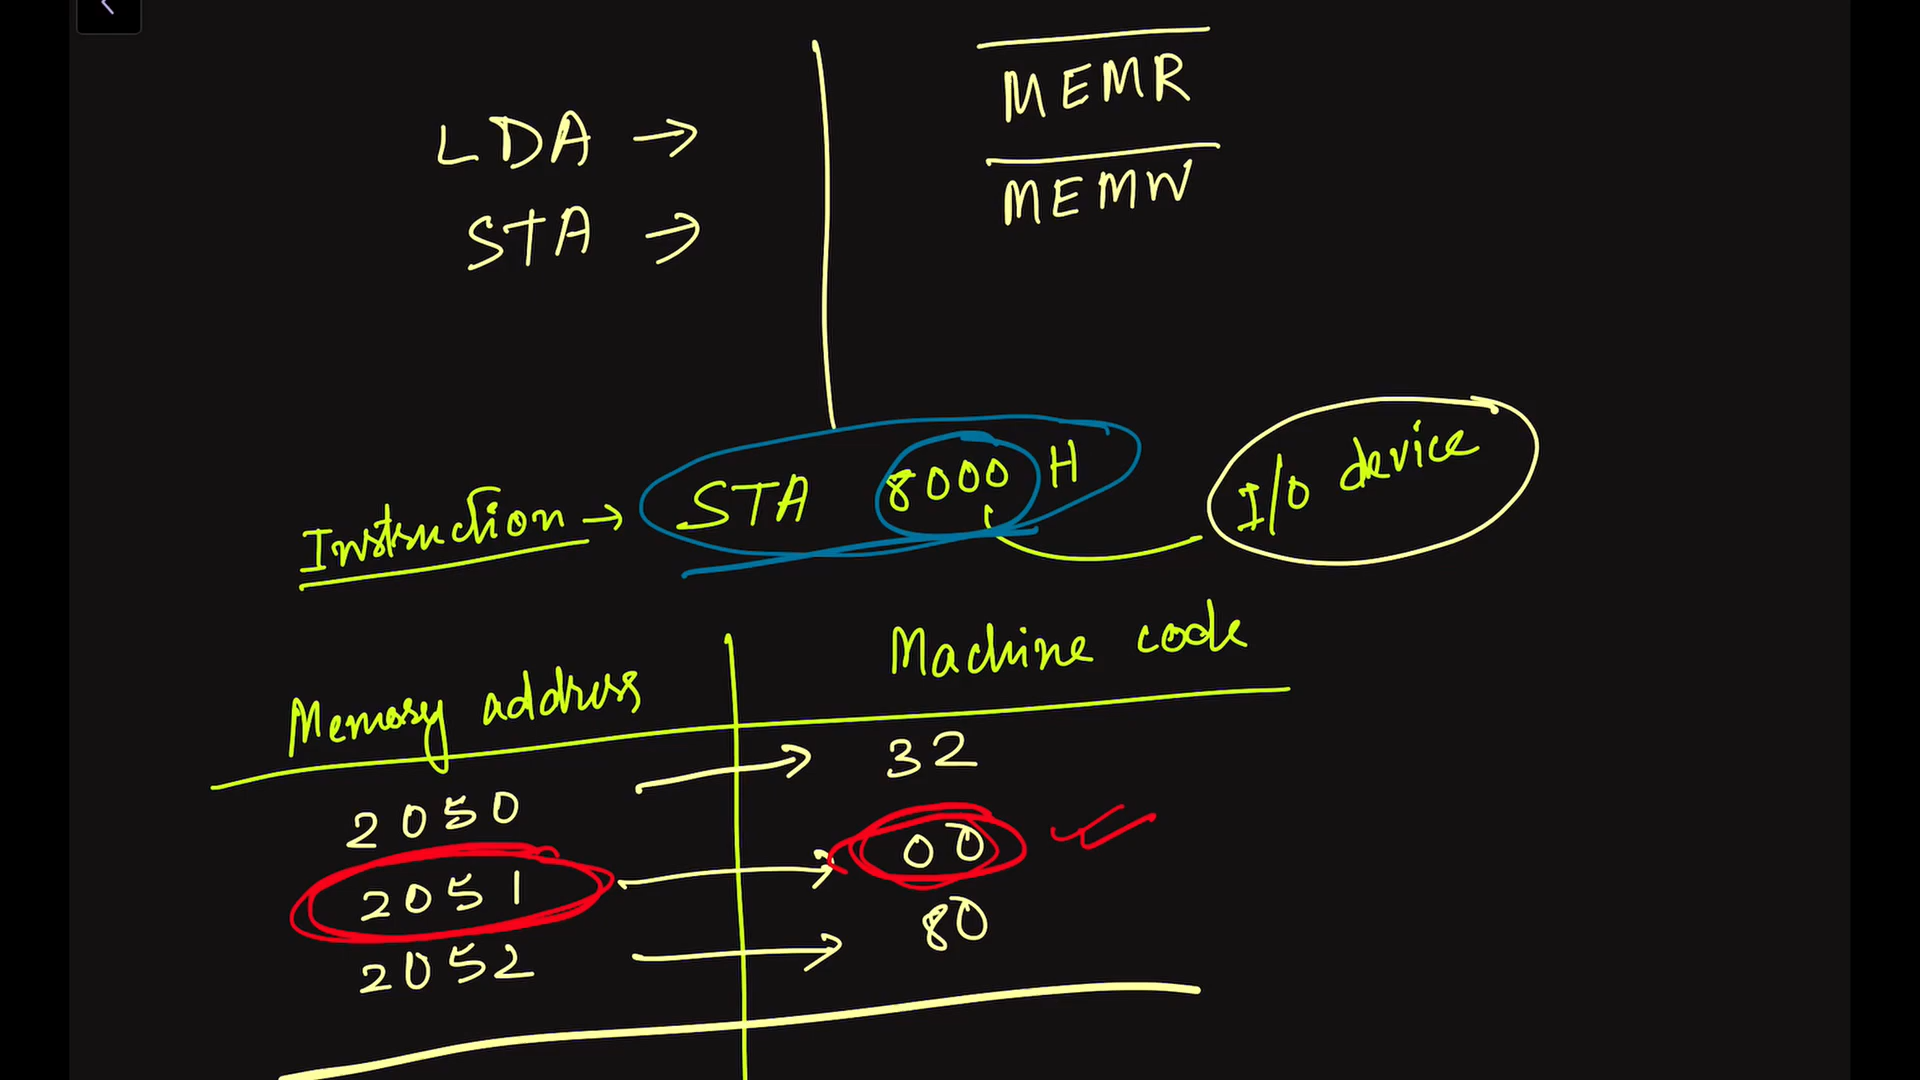 LDA → MEMR
STA → MEMW
Instruction → STA 8000 H I/O device
Memory address Machine code
2050 → 32
2051 → 00
2052 → 80